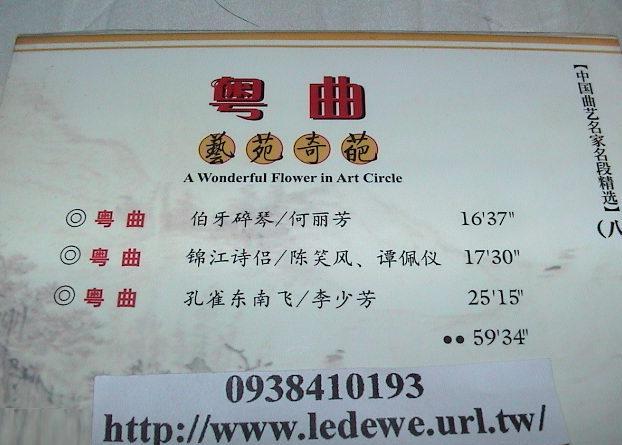 粤曲
藝苑奇葩
A Wonderful Flower in Art Circle
◎ 粤曲 伯牙碎琴/何丽芳 16'37"
◎ 粤曲 锦江诗侣/陈笑风、谭佩仪 17'30"
◎ 粤曲 孔雀东南飞/李少芳 25'15"
●● 59'34"
【中国曲艺名家名段精选】
(八
0938410193
http://www.ledewe.url.tw/